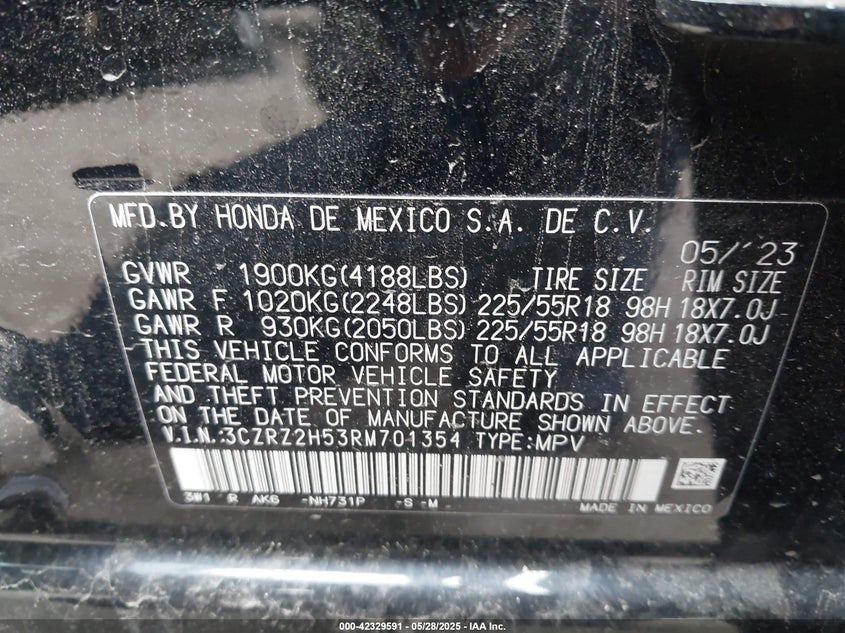 MFD.BY HONDA DE MEXICO S.A. DE C.V.
05/'23
GVWR 1900KG(4188LBS) TIRE SIZE RIM SIZE
GAWR F 1020KG(2248LBS) 225/55R18 98H 18X7.0J
GAWR R 930KG(2050LBS) 225/55R18 98H 18X7.0J
THIS VEHICLE CONFORMS TO ALL APPLICABLE
FEDERAL MOTOR VEHICLE SAFETY
AND THEFT PREVENTION STANDARDS IN EFFECT
ON THE DATE OF MANUFACTURE SHOWN ABOVE.
V.I.N.:3CZRZ2H53RM701354 TYPE:MPV
3W1 R AK6 -NH731P -S -M
MADE IN MEXICO
000-42329591 - 05/28/2025 - IAA Inc.